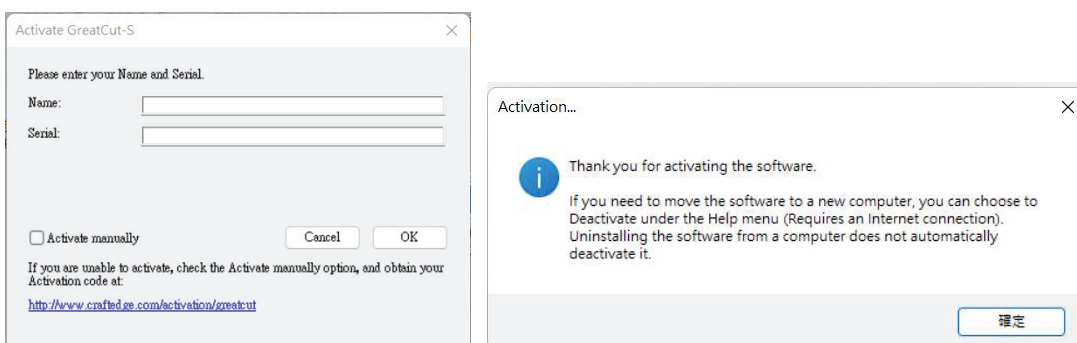 Activate GreatCut-S
Please enter your Name and Serial.
Name:
Serial:
Activate manually
Cancel
OK
If you are unable to activate, check the Activate manually option, and obtain your
Activation code at:
http://www.craftedge.com/activation/greatcut
Activation...
Thank you for activating the software.
If you need to move the software to a new computer, you can choose to
Deactivate under the Help menu (Requires an Internet connection).
Uninstalling the software from a computer does not automatically
deactivate it.
確定